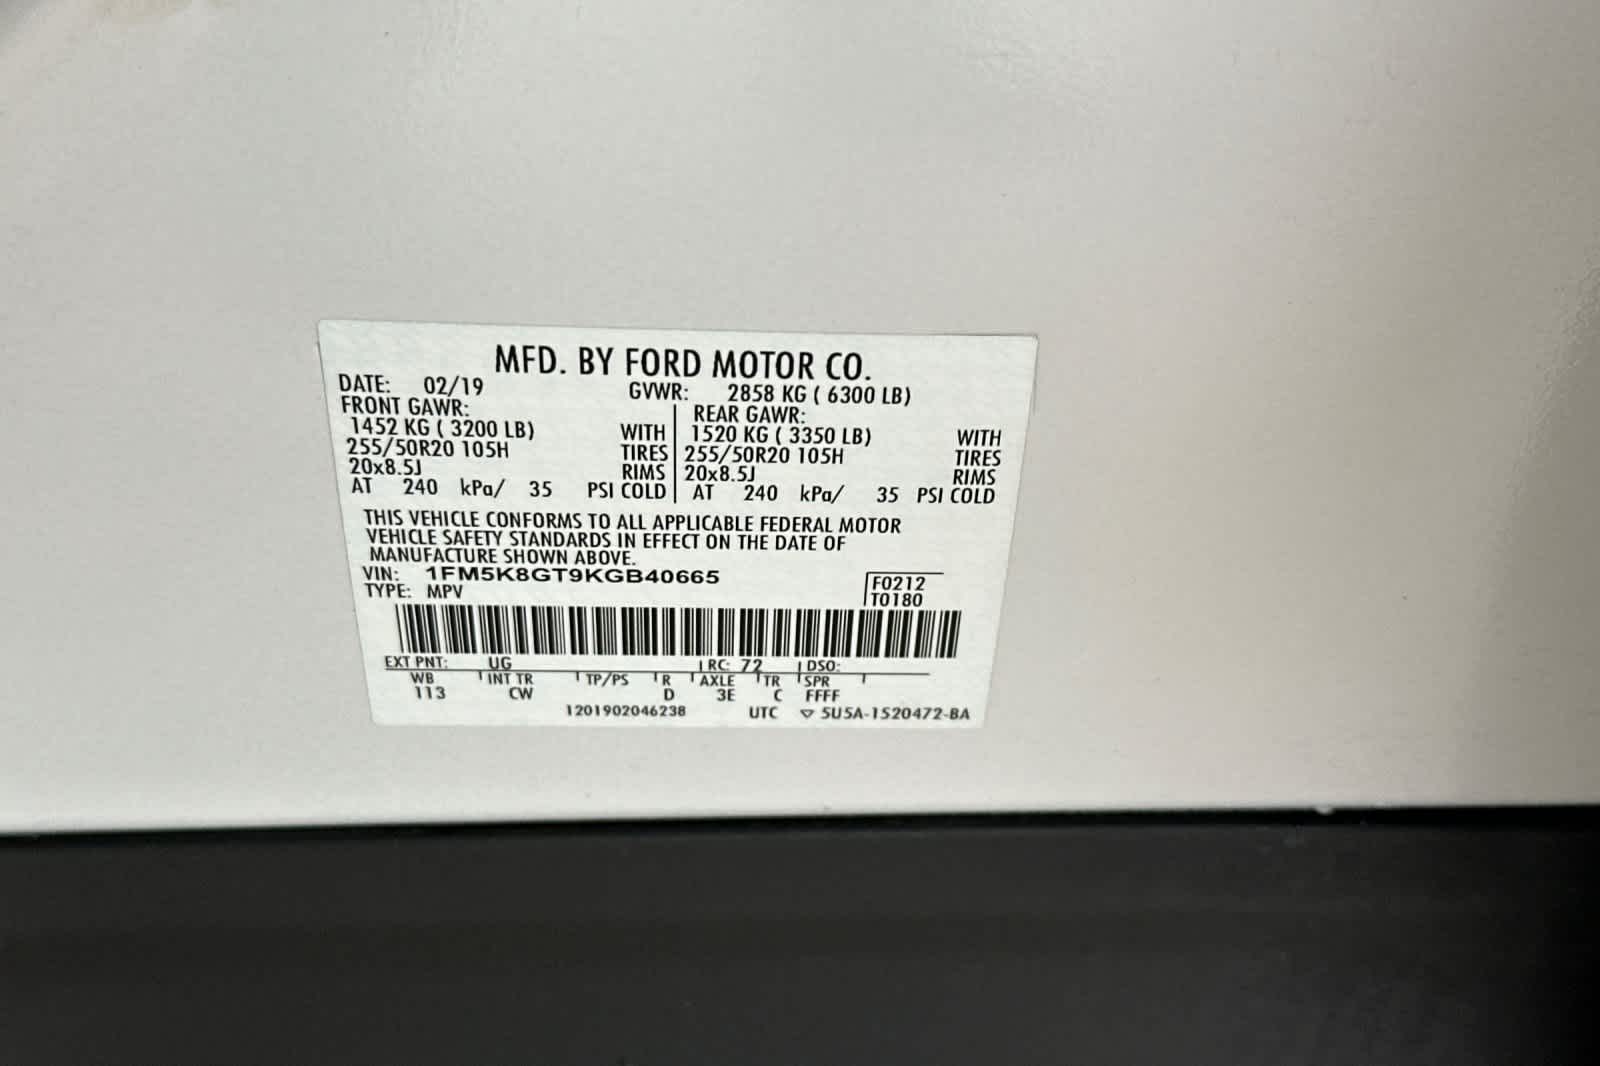 MFD. BY FORD MOTOR CO.
DATE: 02/19 GVWR: 2858 KG ( 6300 LB)
FRONT GAWR: REAR GAWR:
1452 KG ( 3200 LB) WITH 1520 KG ( 3350 LB) WITH
255/50R20 105H TIRES 255/50R20 105H TIRES
20x8.5J RIMS 20x8.5J RIMS
AT 240 kPa/ 35 PSI COLD AT 240 kPa/ 35 PSI COLD
THIS VEHICLE CONFORMS TO ALL APPLICABLE FEDERAL MOTOR
VEHICLE SAFETY STANDARDS IN EFFECT ON THE DATE OF
MANUFACTURE SHOWN ABOVE.
VIN: 1FM5K8GT9KGB40665 F0212
TYPE: MPV T0180
EXT PNT: UG RC: 72 DSO:
WB INT TR TP/PS R AXLE TR SPR
113 CW D 3E C FFFF
1201902046238 UTC ▽ 5U5A-1520472-BA